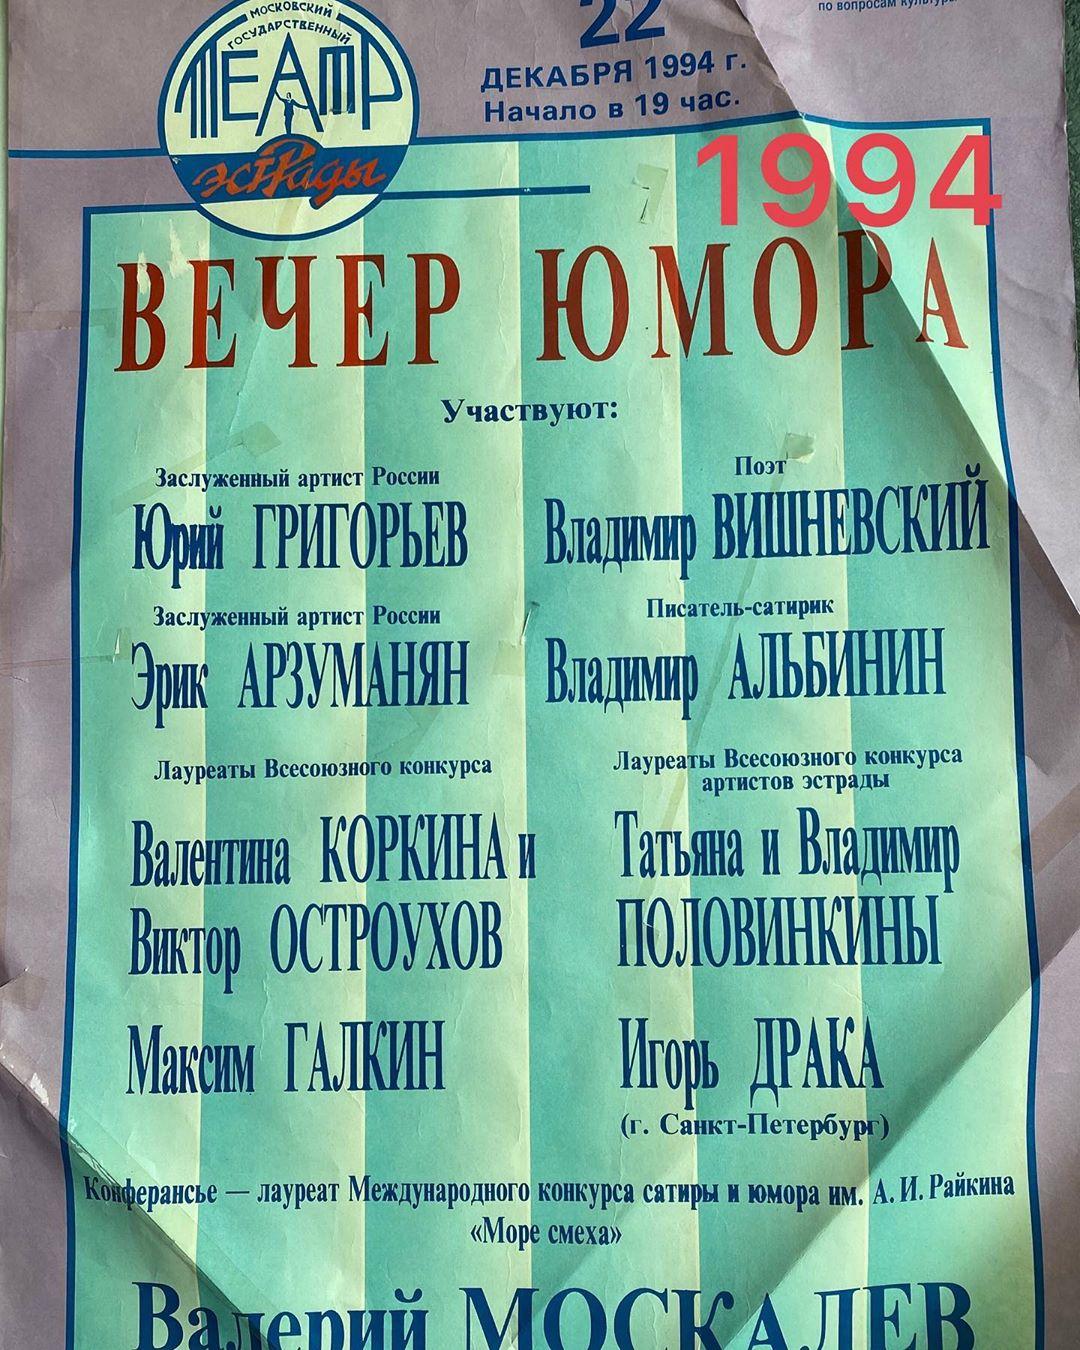 по вопросам культуры
МОСКОВСКИЙ
ГОСУДАРСТВЕННЫЙ
ТЕАТР
эстРады
22
ДЕКАБРЯ 1994 г.
Начало в 19 час.
1994
ВЕЧЕР ЮМОРА
Участвуют:
Заслуженный артист России
Юрий ГРИГОРЬЕВ
Поэт
Владимир ВИШНЕВСКИЙ
Заслуженный артист России
Эрик АРЗУМАНЯН
Писатель-сатирик
Владимир АЛЬБИНИН
Лауреаты Всесоюзного конкурса
Валентина КОРКИНА и
Виктор ОСТРОУХОВ
Лауреаты Всесоюзного конкурса
артистов эстрады
Татьяна и Владимир
ПОЛОВИНКИНЫ
Максим ГАЛКИН
Игорь ДРАКА
(г. Санкт-Петербург)
Конферансье — лауреат Международного конкурса сатиры и юмора им. А. И. Райкина
«Море смеха»
Валерий МОСКАЛЕВ